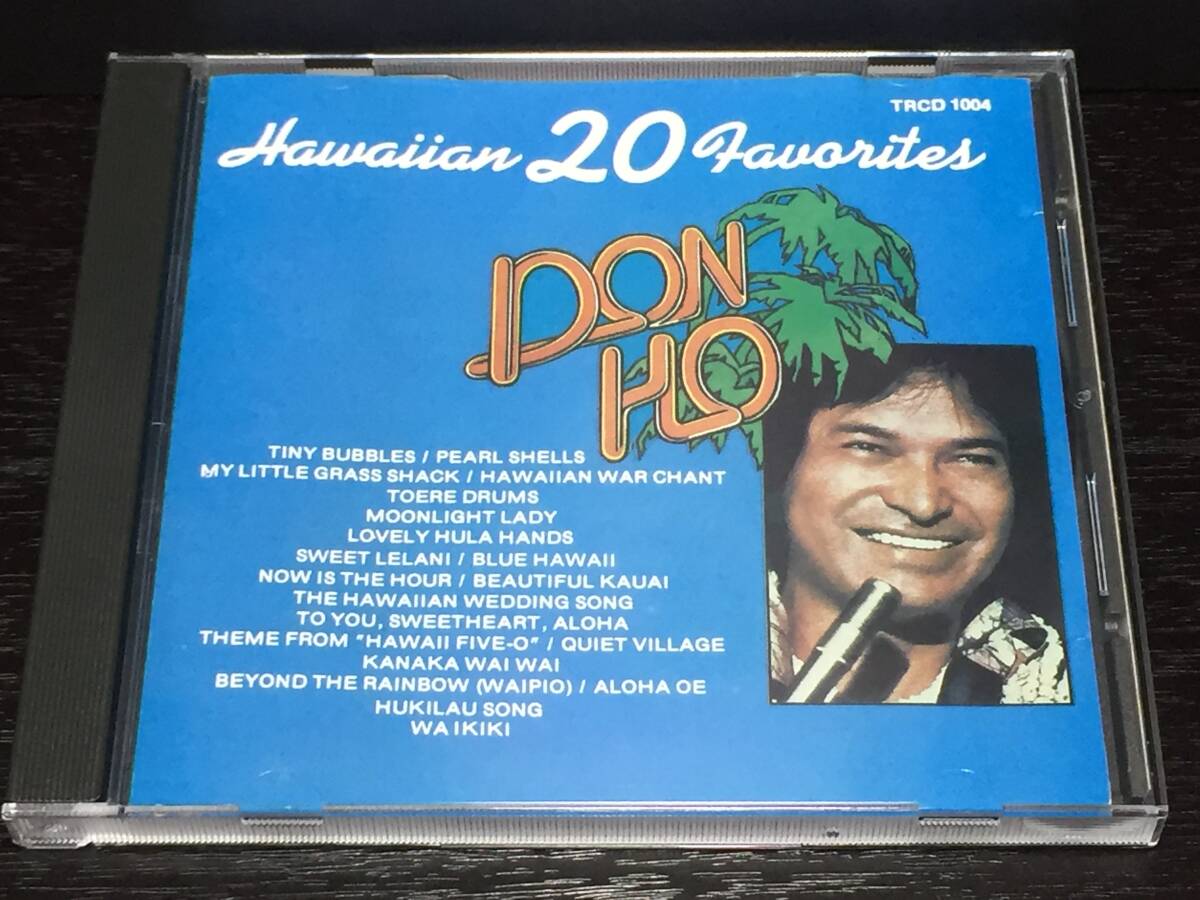 TRCD 1004
Hawaiian 20 Favorites
DON
HO
TINY BUBBLES / PEARL SHELLS
MY LITTLE GRASS SHACK / HAWAIIAN WAR CHANT
TOERE DRUMS
MOONLIGHT LADY
LOVELY HULA HANDS
SWEET LELANI / BLUE HAWAII
NOW IS THE HOUR / BEAUTIFUL KAUAI
THE HAWAIIAN WEDDING SONG
TO YOU, SWEETHEART, ALOHA
THEME FROM "HAWAII FIVE-O" / QUIET VILLAGE
KANAKA WAI WAI
BEYOND THE RAINBOW (WAIPIO) / ALOHA OE
HUKILAU SONG
WAIKIKI